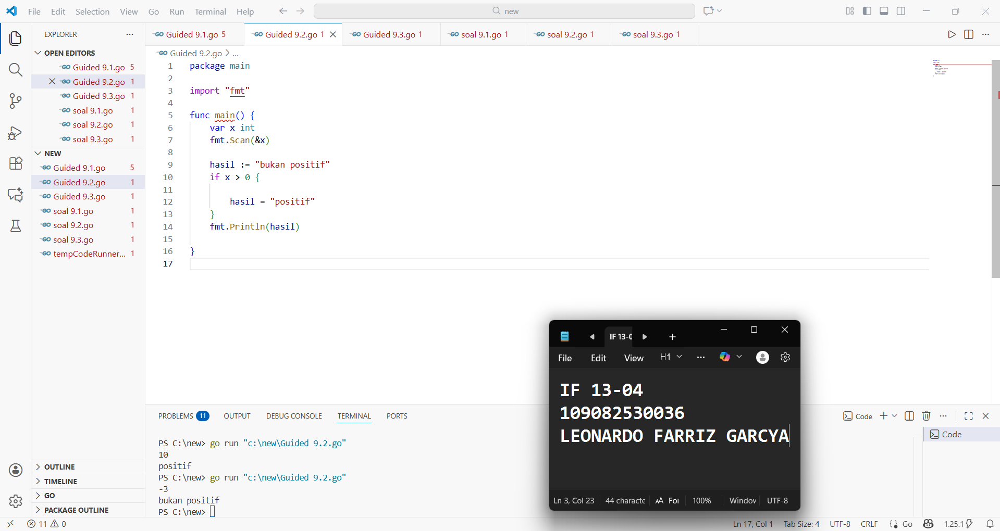 File Edit Selection View Go Run Terminal Help
new
EXPLORER
OPEN EDITORS
Guided 9.1.go 5
Guided 9.2.go 1
Guided 9.3.go 1
soal 9.1.go 1
soal 9.2.go 1
soal 9.3.go 1
NEW
Guided 9.1.go 5
Guided 9.2.go 1
Guided 9.3.go 1
soal 9.1.go 1
soal 9.2.go 1
soal 9.3.go 1
tempCodeRunner... 1
OUTLINE
TIMELINE
GO
PACKAGE OUTLINE
Guided 9.1.go 5 Guided 9.2.go 1 Guided 9.3.go 1 soal 9.1.go 1 soal 9.2.go 1 soal 9.3.go 1
Guided 9.2.go > ...
1 package main
2
3 import "fmt"
4
5 func main() {
6 var x int
7 fmt.Scan(&x)
8
9 hasil := "bukan positif"
10 if x > 0 {
11
12 hasil = "positif"
13 }
14 fmt.Println(hasil)
15
16 }
17
PROBLEMS 11 OUTPUT DEBUG CONSOLE TERMINAL PORTS
Code
Code
PS C:\new> go run "c:\new\Guided 9.2.go"
10
positif
PS C:\new> go run "c:\new\Guided 9.2.go"
-3
bukan positif
PS C:\new>
IF 13-0
File Edit View H1
IF 13-04
109082530036
LEONARDO FARRIZ GARCYA
Ln 3, Col 23 44 characte For 100% Window UTF-8
11 0
Ln 17, Col 1 Tab Size: 4 UTF-8 CRLF Go 1.25.1